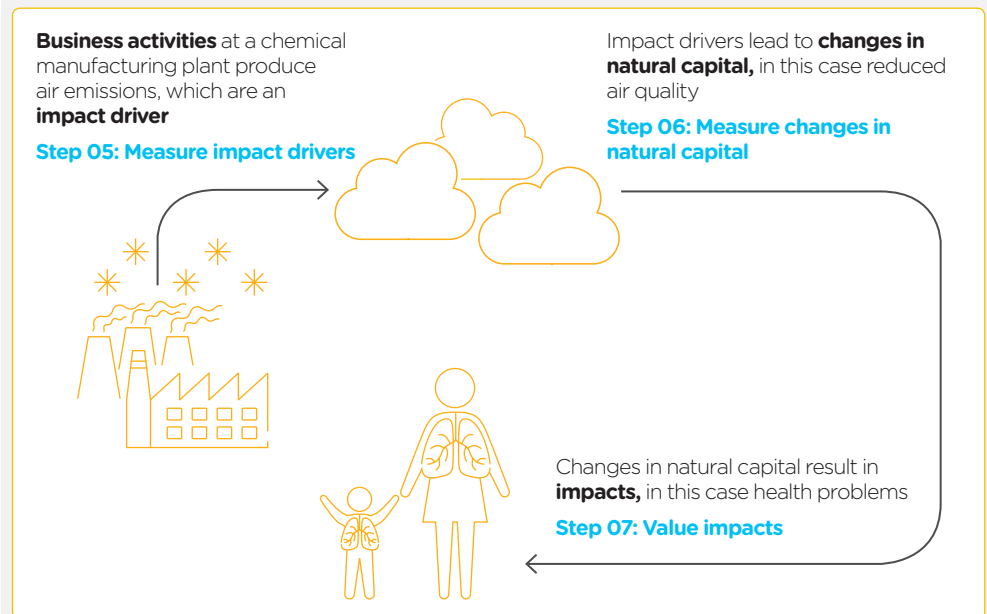 Business activities at a chemical
manufacturing plant produce
air emissions, which are an
impact driver
Step 05: Measure impact drivers
Impact drivers lead to changes in
natural capital, in this case reduced
air quality
Step 06: Measure changes in
natural capital
Changes in natural capital result in
impacts, in this case health problems
Step 07: Value impacts